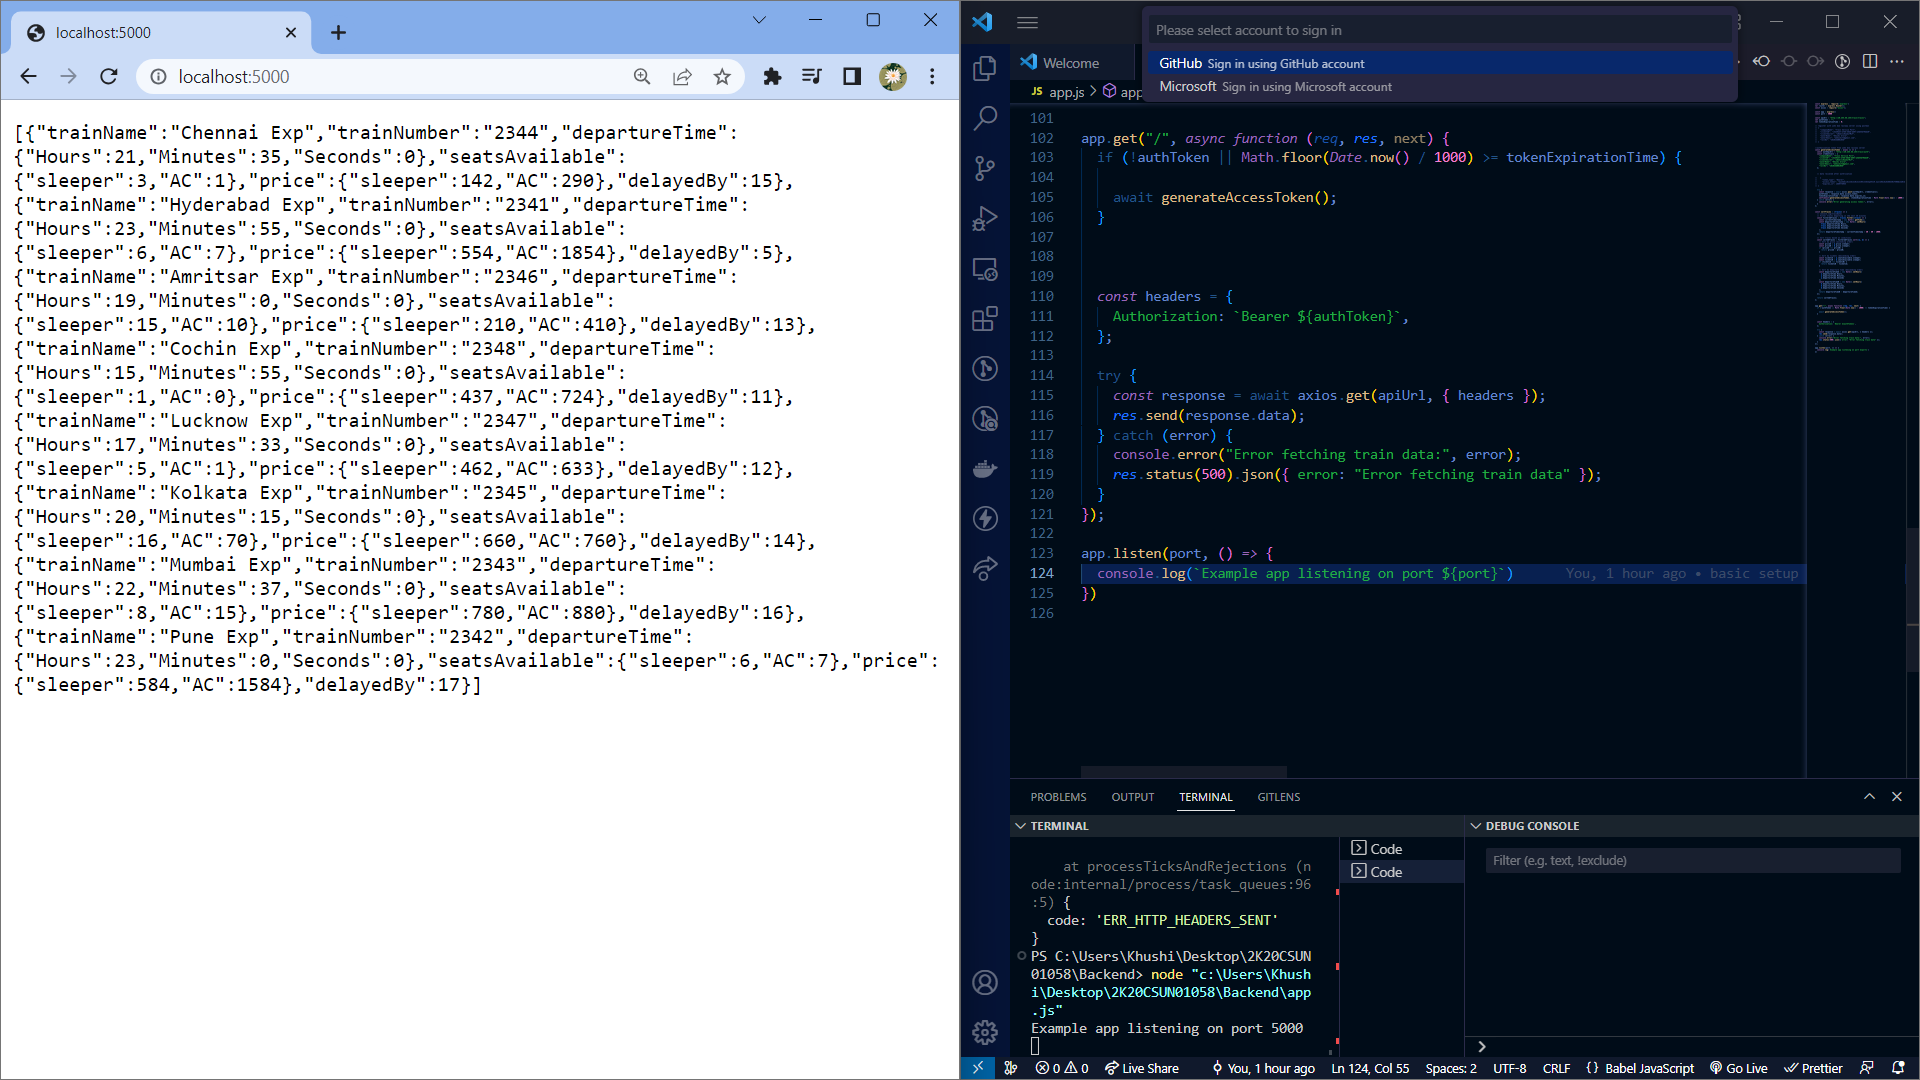 localhost:5000
localhost:5000
[{"trainName":"Chennai Exp","trainNumber":"2344","departureTime":
{"Hours":21,"Minutes":35,"Seconds":0},"seatsAvailable":
{"sleeper":3,"AC":1},"price":{"sleeper":142,"AC":290},"delayedBy":15},
{"trainName":"Hyderabad Exp","trainNumber":"2341","departureTime":
{"Hours":23,"Minutes":55,"Seconds":0},"seatsAvailable":
{"sleeper":6,"AC":7},"price":{"sleeper":554,"AC":1854},"delayedBy":5},
{"trainName":"Amritsar Exp","trainNumber":"2346","departureTime":
{"Hours":19,"Minutes":0,"Seconds":0},"seatsAvailable":
{"sleeper":15,"AC":10},"price":{"sleeper":210,"AC":410},"delayedBy":13},
{"trainName":"Cochin Exp","trainNumber":"2348","departureTime":
{"Hours":15,"Minutes":55,"Seconds":0},"seatsAvailable":
{"sleeper":1,"AC":0},"price":{"sleeper":437,"AC":724},"delayedBy":11},
{"trainName":"Lucknow Exp","trainNumber":"2347","departureTime":
{"Hours":17,"Minutes":33,"Seconds":0},"seatsAvailable":
{"sleeper":5,"AC":1},"price":{"sleeper":462,"AC":633},"delayedBy":12},
{"trainName":"Kolkata Exp","trainNumber":"2345","departureTime":
{"Hours":20,"Minutes":15,"Seconds":0},"seatsAvailable":
{"sleeper":16,"AC":70},"price":{"sleeper":660,"AC":760},"delayedBy":14},
{"trainName":"Mumbai Exp","trainNumber":"2343","departureTime":
{"Hours":22,"Minutes":37,"Seconds":0},"seatsAvailable":
{"sleeper":8,"AC":15},"price":{"sleeper":780,"AC":880},"delayedBy":16},
{"trainName":"Pune Exp","trainNumber":"2342","departureTime":
{"Hours":23,"Minutes":0,"Seconds":0},"seatsAvailable":{"sleeper":6,"AC":7},"price":
{"sleeper":584,"AC":1584},"delayedBy":17}]
Please select account to sign in
GitHub Sign in using GitHub account
Microsoft Sign in using Microsoft account
Welcome
JS app.js > app
101
102 app.get("/", async function (req, res, next) {
103 if (!authToken || Math.floor(Date.now() / 1000) >= tokenExpirationTime) {
104
105 await generateAccessToken();
106 }
107
108
109
110 const headers = {
111 Authorization: `Bearer ${authToken}`,
112 };
113
114 try {
115 const response = await axios.get(apiUrl, { headers });
116 res.send(response.data);
117 } catch (error) {
118 console.error("Error fetching train data:", error);
119 res.status(500).json({ error: "Error fetching train data" });
120 }
121 });
122
123 app.listen(port, () => {
124 console.log(`Example app listening on port ${port}`) You, 1 hour ago • basic setup
125 })
126
PROBLEMS OUTPUT TERMINAL GITLENS
TERMINAL
at processTicksAndRejections (n
ode:internal/process/task_queues:96
:5) {
code: 'ERR_HTTP_HEADERS_SENT'
}
PS C:\Users\Khushi\Desktop\2K20CSUN
01058\Backend> node "c:\Users\Khush
i\Desktop\2K20CSUN01058\Backend\app
.js"
Example app listening on port 5000
Code
Code
DEBUG CONSOLE
Filter (e.g. text, !exclude)
0 0 Live Share You, 1 hour ago Ln 124, Col 55 Spaces: 2 UTF-8 CRLF {} Babel JavaScript Go Live Prettier